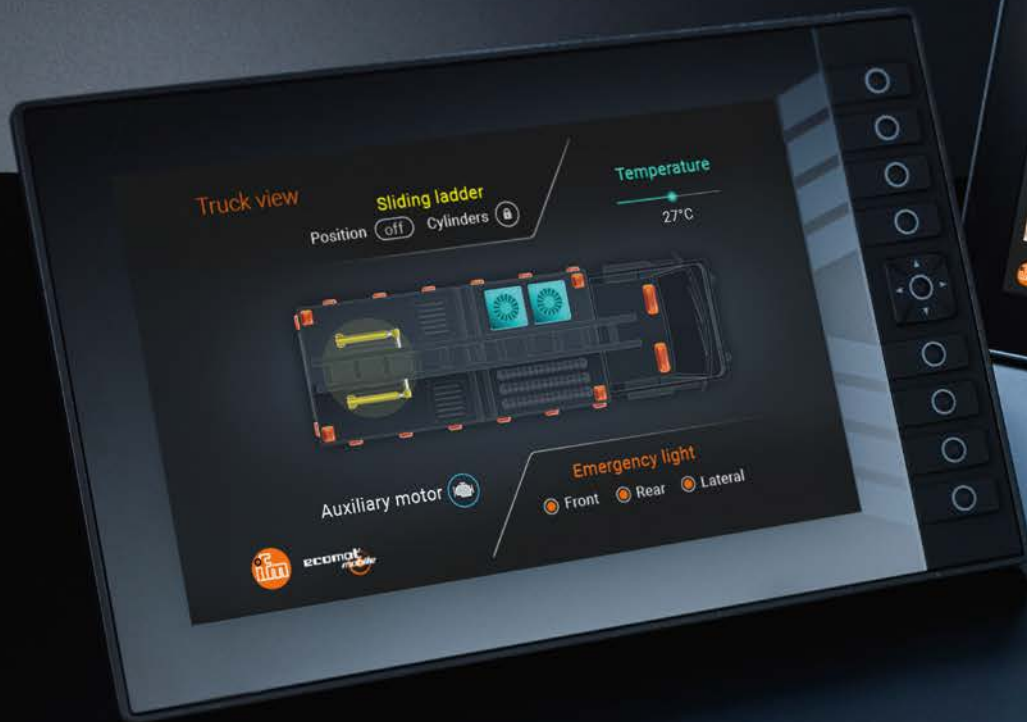 Truck view
Sliding ladder
Position off Cylinders
Temperature
27°C
Auxiliary motor
Emergency light
Front Rear Lateral
ifm ecomat
mobile